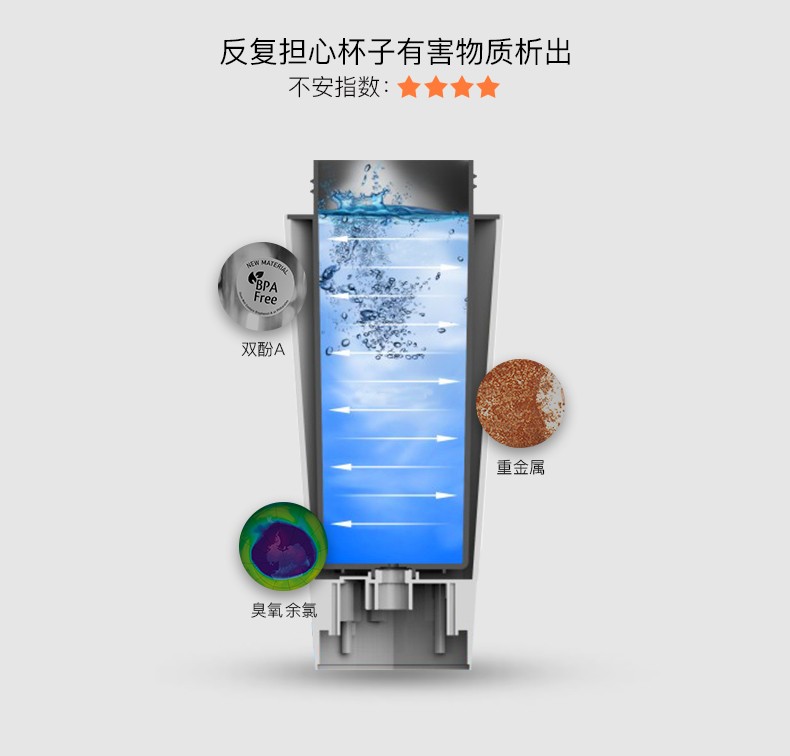 反复担心杯子有害物质析出
不安指数：
NEW MATERIAL
BPA
Free
双酚A
重金属
臭氧 余氯